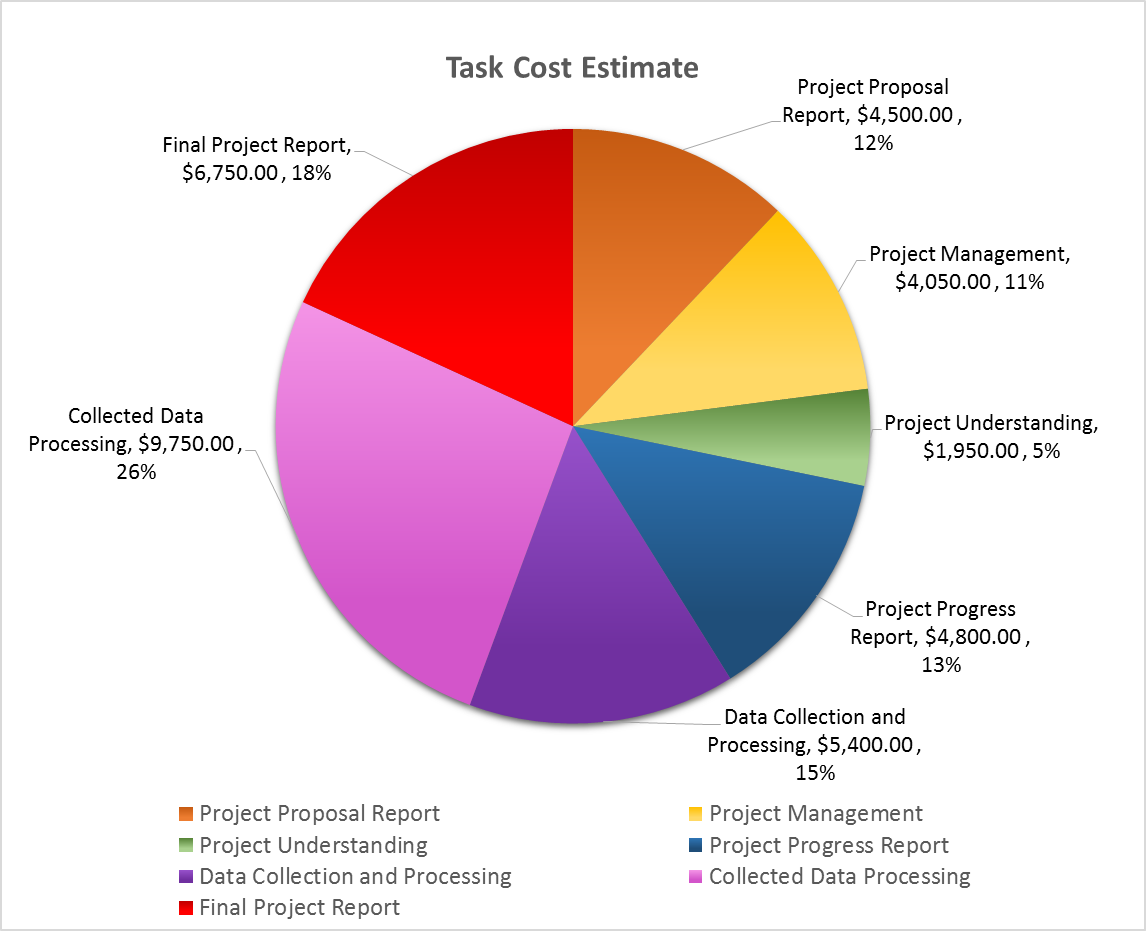 Task Cost Estimate
Project Proposal
Report, $4,500.00 ,
12%
Final Project Report,
$6,750.00 , 18%
Project Management,
$4,050.00 , 11%
Collected Data
Processing, $9,750.00 ,
26%
Project Understanding,
$1,950.00 , 5%
Project Progress
Report, $4,800.00 ,
13%
Data Collection and
Processing, $5,400.00 ,
15%
Project Proposal Report
Project Management
Project Understanding
Project Progress Report
Data Collection and Processing
Collected Data Processing
Final Project Report